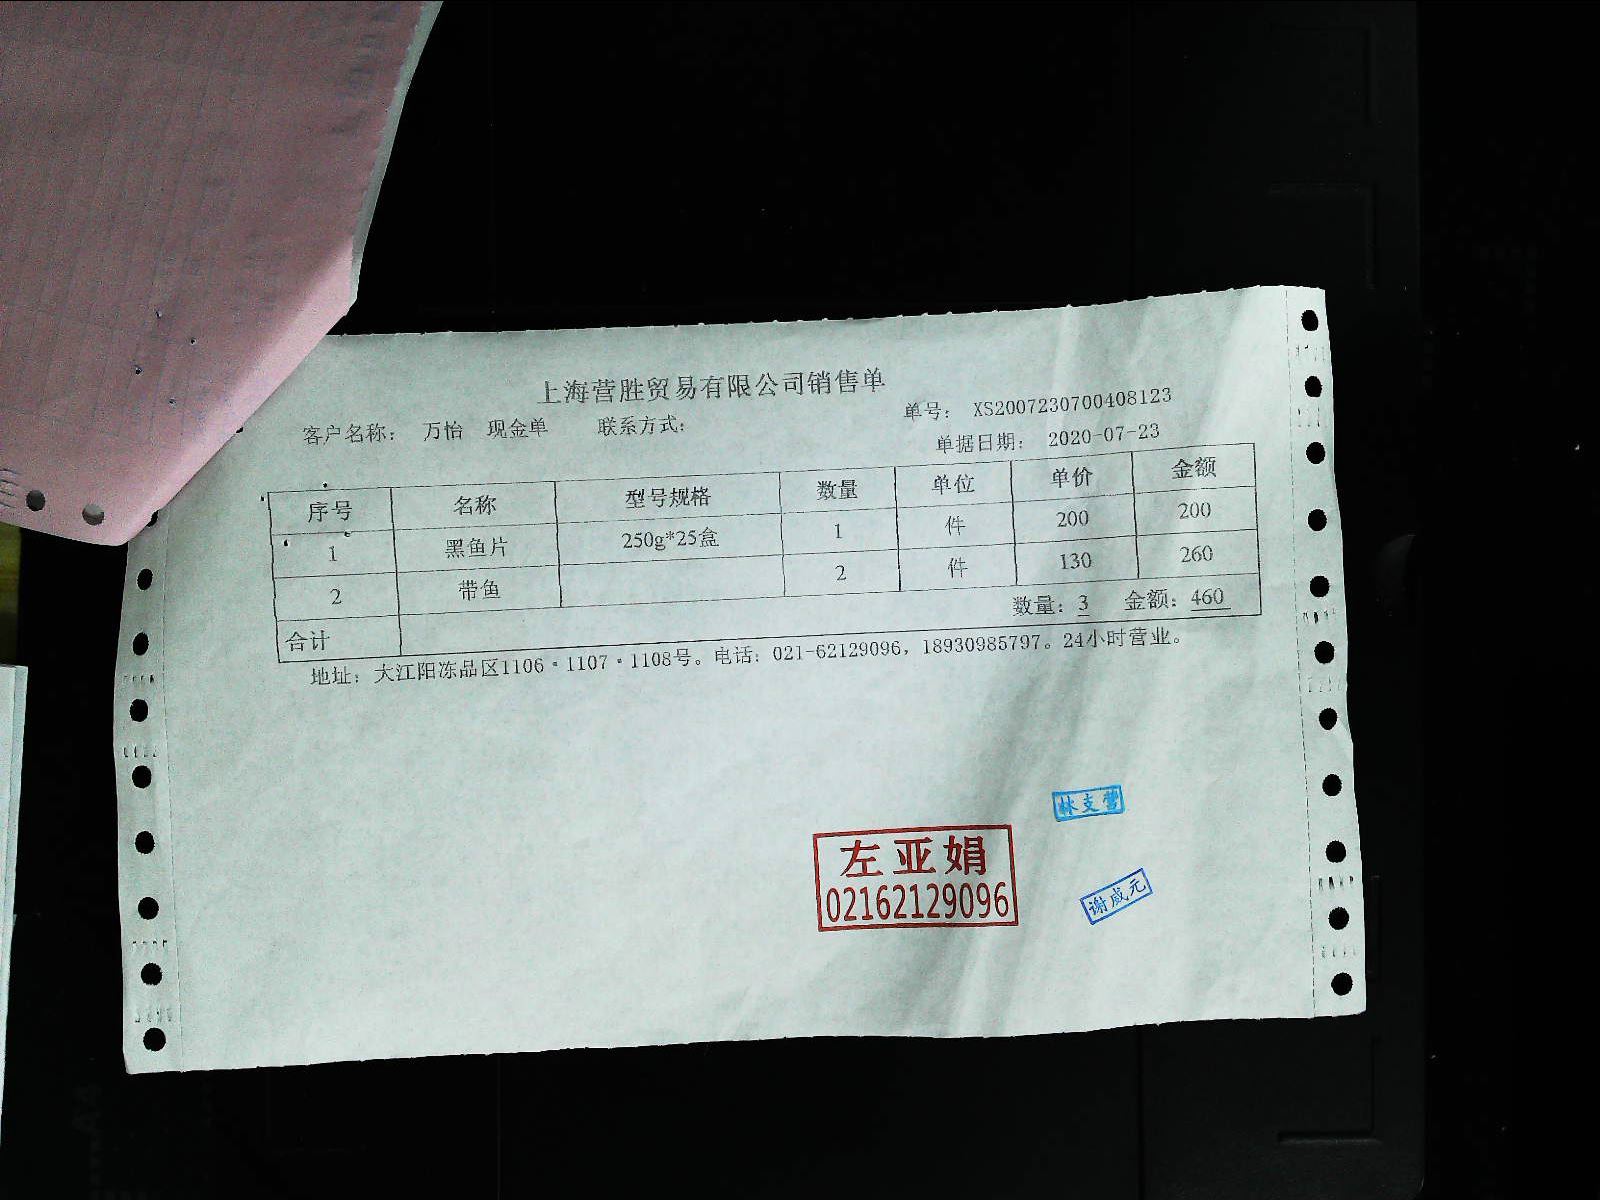 上海营胜贸易有限公司销售单
客户名称： 万怡 现金单 联系方式： 单号： XS2007230700408123
单据日期： 2020-07-23
序号 名称 型号规格 数量 单位 单价 金额
1 黑鱼片 250g*25盒 1 件 200 200
2 带鱼 2 件 130 260
合计 数量：3 金额：460
地址：大江阳冻品区1106·1107·1108号。电话：021-62129096，18930985797。24小时营业。
林支营
左亚娟
02162129096
谢咸元